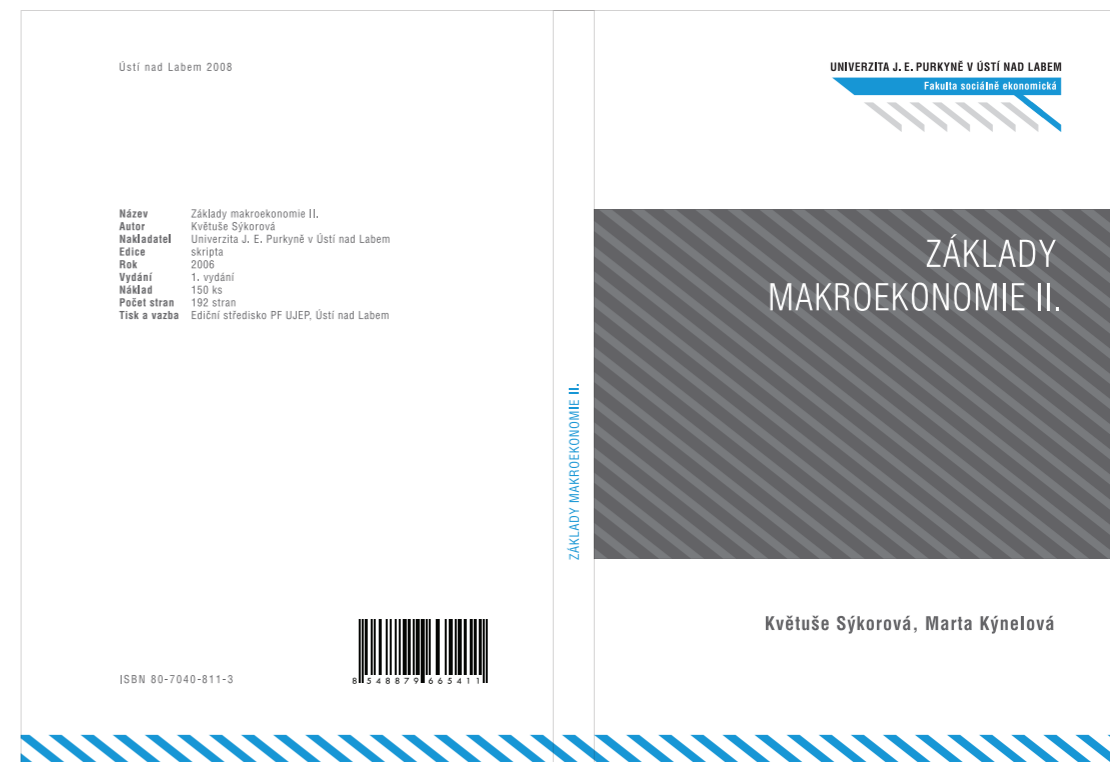 Ústí nad Labem 2008
Název Základy makroekonomie II.
Autor Květuše Sýkorová
Nakladatel Univerzita J. E. Purkyně v Ústí nad Labem
Edice skripta
Rok 2006
Vydání 1. vydání
Náklad 150 ks
Počet stran 192 stran
Tisk a vazba Ediční středisko PF UJEP, Ústí nad Labem
ISBN 80-7040-811-3
8 548879 665411
ZÁKLADY MAKROEKONOMIE II.
UNIVERZITA J. E. PURKYNĚ V ÚSTÍ NAD LABEM
Fakulta sociálně ekonomická
ZÁKLADY
MAKROEKONOMIE II.
Květuše Sýkorová, Marta Kýnelová